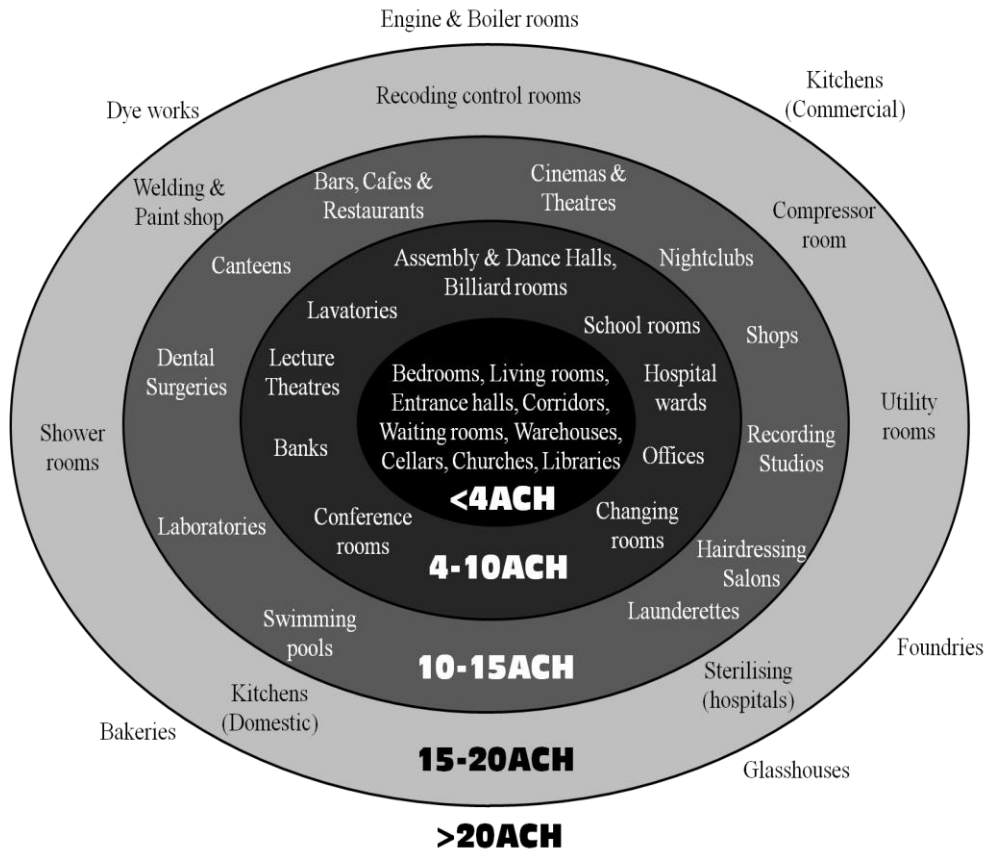 Engine & Boiler rooms
Kitchens
(Commercial)
Dye works
Recoding control rooms
Welding &
Paint shop
Bars, Cafes &
Restaurants
Cinemas &
Theatres
Compressor
room
Canteens
Assembly & Dance Halls,
Billiard rooms
Nightclubs
Lavatories
School rooms
Shops
Dental
Surgeries
Lecture
Theatres
Bedrooms, Living rooms,
Entrance halls, Corridors,
Waiting rooms, Warehouses,
Cellars, Churches, Libraries
<4ACH
Hospital
wards
Utility
rooms
Shower
rooms
Banks
Offices
Recording
Studios
Laboratories
Conference
rooms
Changing
rooms
4-10ACH
Hairdressing
Salons
Launderettes
Swimming
pools
10-15ACH
Foundries
Kitchens
(Domestic)
Sterilising
(hospitals)
Bakeries
15-20ACH
Glasshouses
>20ACH